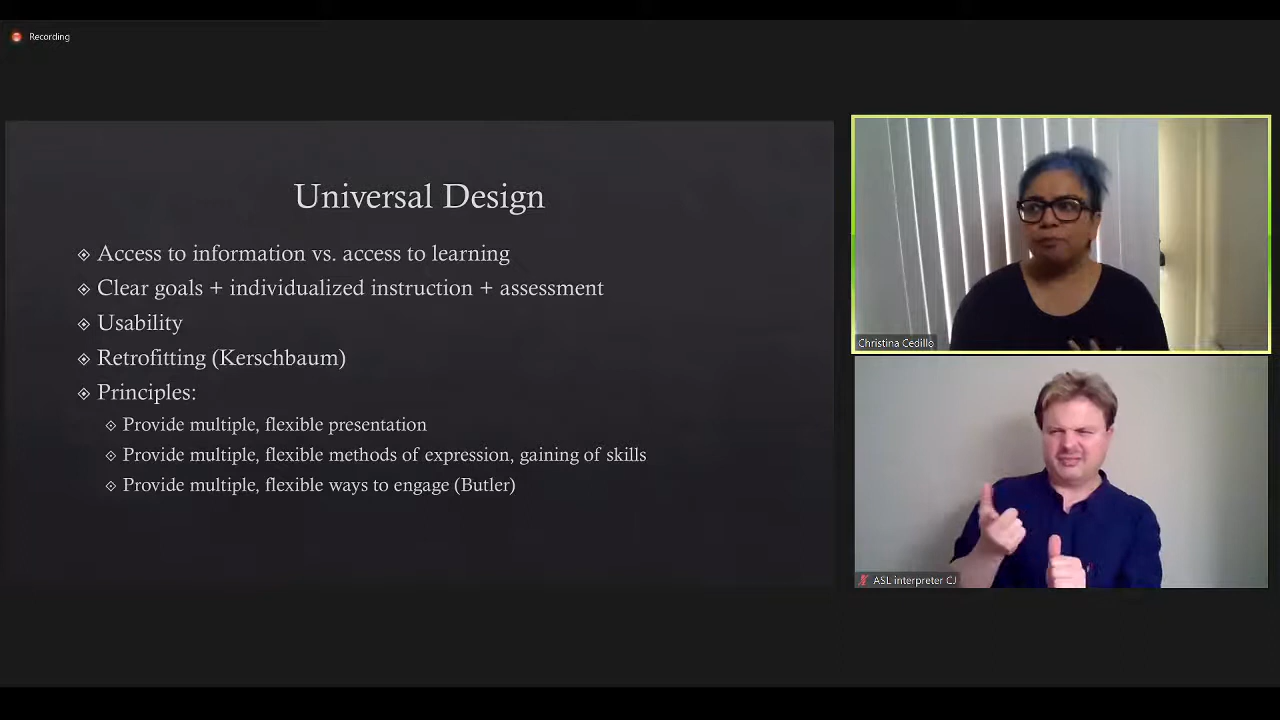 Recording
Universal Design
Access to information vs. access to learning
Clear goals + individualized instruction + assessment
Usability
Retrofitting (Kerschbaum)
Principles:
Provide multiple, flexible presentation
Provide multiple, flexible methods of expression, gaining of skills
Provide multiple, flexible ways to engage (Butler)
Christina Cedillo
ASL interpreter CJ